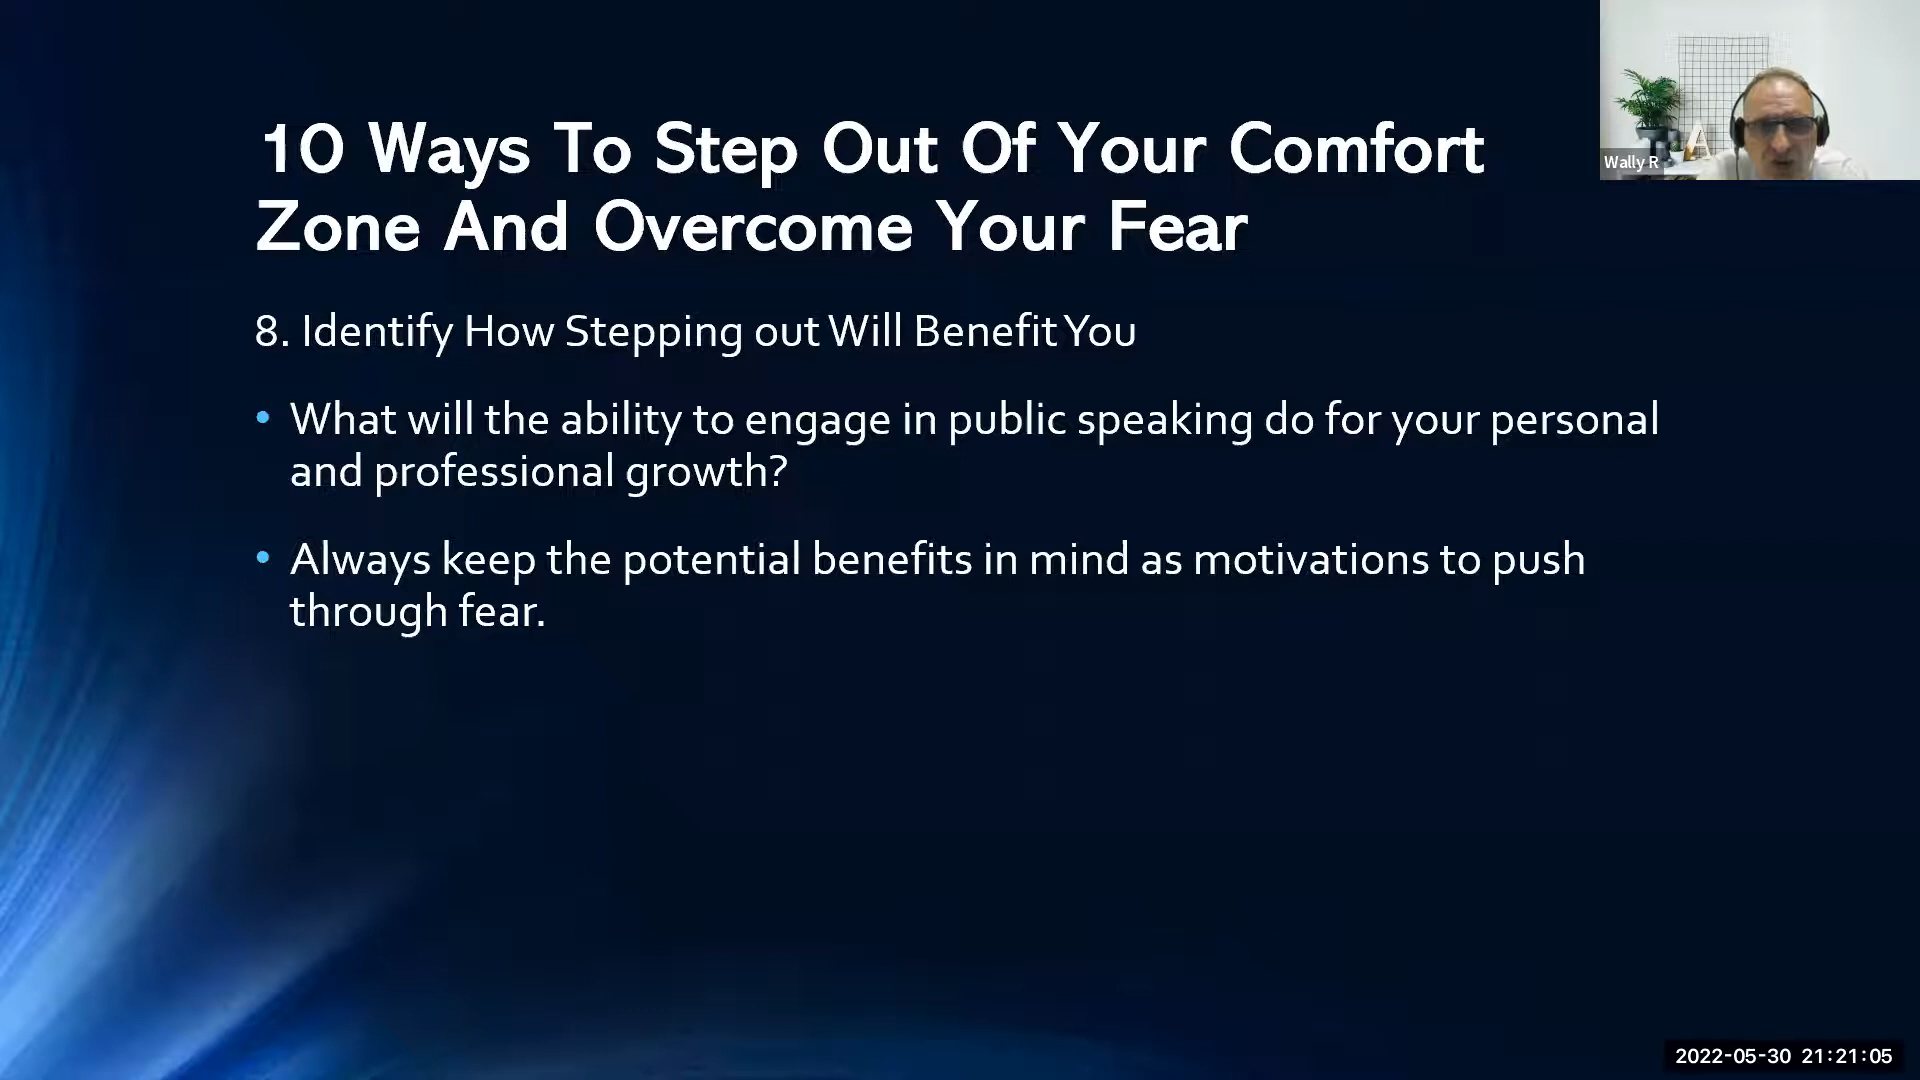 10 Ways To Step Out Of Your Comfort
Zone And Overcome Your Fear
8. Identify How Stepping out Will Benefit You
• What will the ability to engage in public speaking do for your personal
and professional growth?
• Always keep the potential benefits in mind as motivations to push
through fear.
A
Wally R
2022-05-30 21:21:05